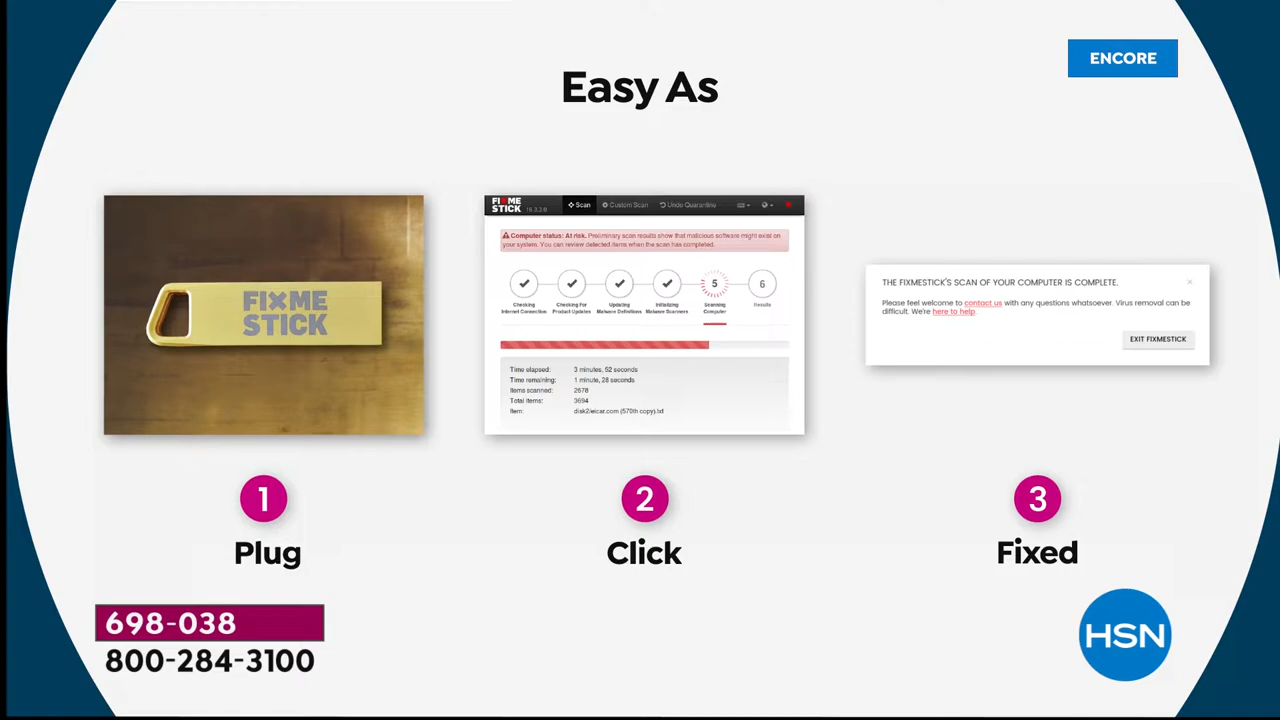 Easy As
ENCORE
FIXME
STICK
FIXME
STICK
Scan
Custom Scan
Undo Quarantine
Computer status: At risk. Preliminary scan results show that malicious software might exist on
your system. You can review detected items when the scan has completed.
5
6
Checking
Internet Connection
Checking For
Product Updates
Updating
Malware Definitions
Initializing
Malware Scanners
Scanning
Computer
Results
Time elapsed: 3 minutes, 52 seconds
Time remaining: 1 minute, 28 seconds
Items scanned: 2678
Total items: 3694
Item: disk2/eicar.com (570th copy).txt
THE FIXMESTICK'S SCAN OF YOUR COMPUTER IS COMPLETE.
Please feel welcome to contact us with any questions whatsoever. Virus removal can be
difficult. We're here to help.
EXIT FIXMESTICK
1
Plug
2
Click
3
Fixed
698-038
800-284-3100
HSN